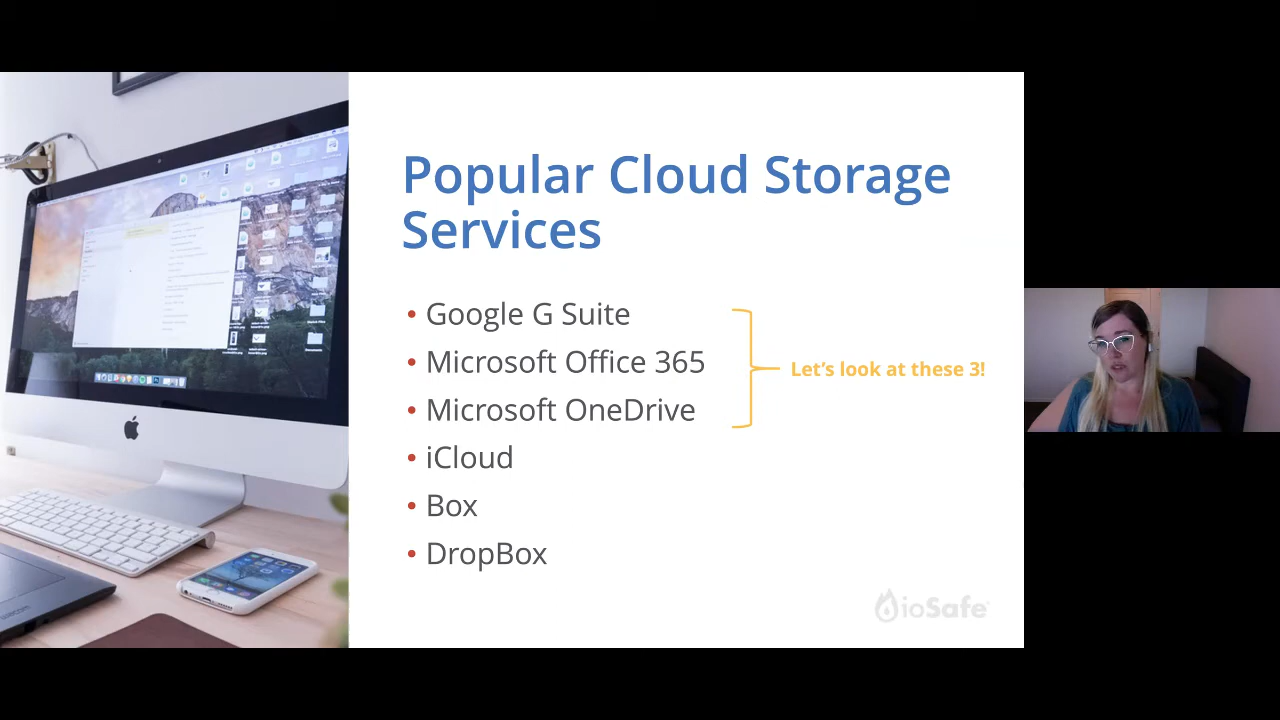 Popular Cloud Storage
Services
• Google G Suite
• Microsoft Office 365
• Microsoft OneDrive
• iCloud
• Box
• DropBox
Let's look at these 3!
ioSafe